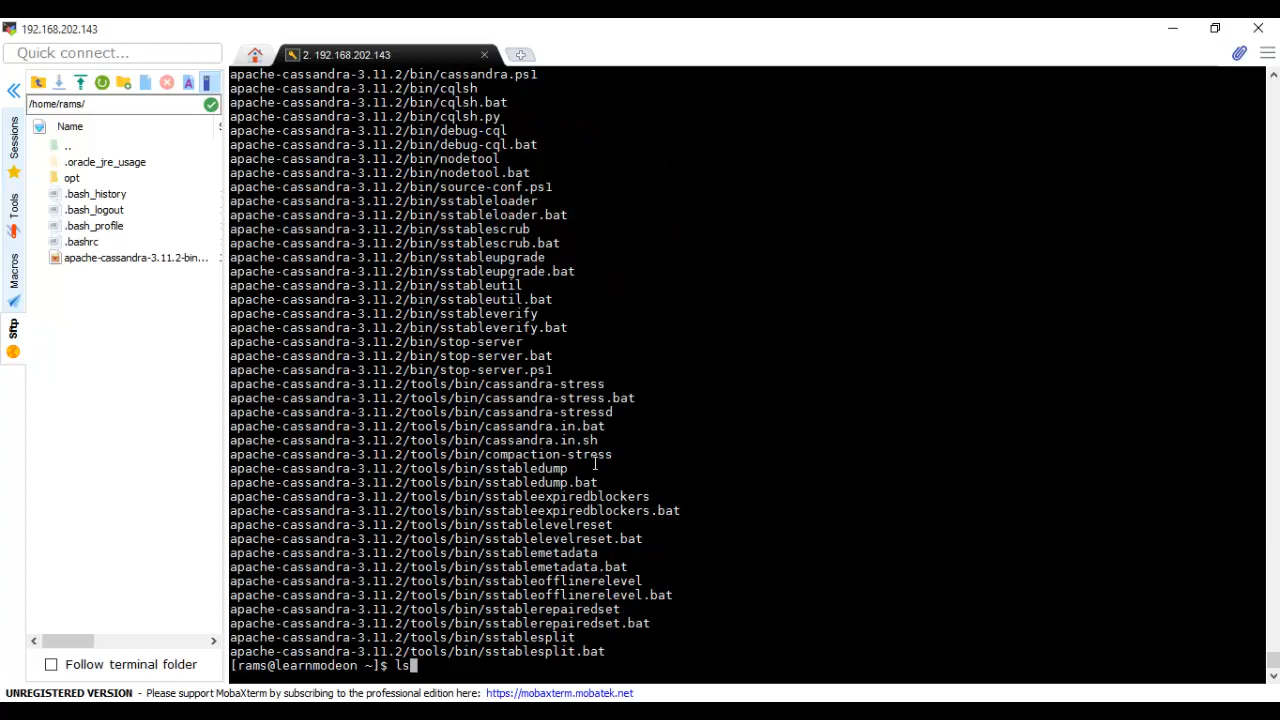 192.168.202.143
Quick connect...
2. 192.168.202.143
/home/rams/
Name
..
.oracle_jre_usage
opt
.bash_history
.bash_logout
.bash_profile
.bashrc
apache-cassandra-3.11.2-bin...
Sessions
Tools
Macros
Sftp
Follow terminal folder
apache-cassandra-3.11.2/bin/cassandra.ps1
apache-cassandra-3.11.2/bin/cqlsh
apache-cassandra-3.11.2/bin/cqlsh.bat
apache-cassandra-3.11.2/bin/cqlsh.py
apache-cassandra-3.11.2/bin/debug-cql
apache-cassandra-3.11.2/bin/debug-cql.bat
apache-cassandra-3.11.2/bin/nodetool
apache-cassandra-3.11.2/bin/nodetool.bat
apache-cassandra-3.11.2/bin/source-conf.ps1
apache-cassandra-3.11.2/bin/sstableloader
apache-cassandra-3.11.2/bin/sstableloader.bat
apache-cassandra-3.11.2/bin/sstablescrub
apache-cassandra-3.11.2/bin/sstablescrub.bat
apache-cassandra-3.11.2/bin/sstableupgrade
apache-cassandra-3.11.2/bin/sstableupgrade.bat
apache-cassandra-3.11.2/bin/sstableutil
apache-cassandra-3.11.2/bin/sstableutil.bat
apache-cassandra-3.11.2/bin/sstableverify
apache-cassandra-3.11.2/bin/sstableverify.bat
apache-cassandra-3.11.2/bin/stop-server
apache-cassandra-3.11.2/bin/stop-server.bat
apache-cassandra-3.11.2/bin/stop-server.ps1
apache-cassandra-3.11.2/tools/bin/cassandra-stress
apache-cassandra-3.11.2/tools/bin/cassandra-stress.bat
apache-cassandra-3.11.2/tools/bin/cassandra-stressd
apache-cassandra-3.11.2/tools/bin/cassandra.in.bat
apache-cassandra-3.11.2/tools/bin/cassandra.in.sh
apache-cassandra-3.11.2/tools/bin/compaction-stress
apache-cassandra-3.11.2/tools/bin/sstabledump
apache-cassandra-3.11.2/tools/bin/sstabledump.bat
apache-cassandra-3.11.2/tools/bin/sstableexpiredblockers
apache-cassandra-3.11.2/tools/bin/sstableexpiredblockers.bat
apache-cassandra-3.11.2/tools/bin/sstablelevelreset
apache-cassandra-3.11.2/tools/bin/sstablelevelreset.bat
apache-cassandra-3.11.2/tools/bin/sstablemetadata
apache-cassandra-3.11.2/tools/bin/sstablemetadata.bat
apache-cassandra-3.11.2/tools/bin/sstableofflinerelevel
apache-cassandra-3.11.2/tools/bin/sstableofflinerelevel.bat
apache-cassandra-3.11.2/tools/bin/sstablerepairedset
apache-cassandra-3.11.2/tools/bin/sstablerepairedset.bat
apache-cassandra-3.11.2/tools/bin/sstablesplit
apache-cassandra-3.11.2/tools/bin/sstablesplit.bat
[rams@learnmodeon ~]$ ls
UNREGISTERED VERSION - Please support MobaXterm by subscribing to the professional edition here: https://mobaxterm.mobatek.net